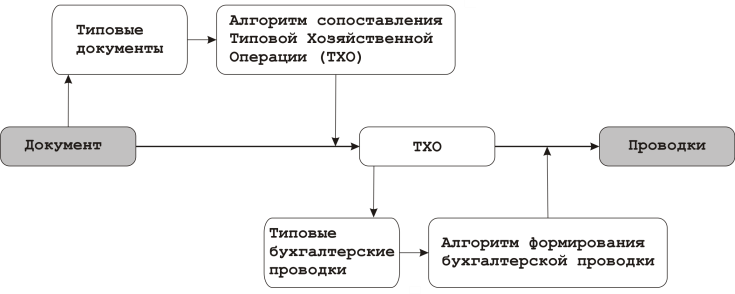 Типовые
документы
Алгоритм сопоставления
Типовой Хозяйственной
Операции (ТХО)
Документ
ТХО
Проводки
Типовые
бухгалтерские
проводки
Алгоритм формирования
бухгалтерской проводки